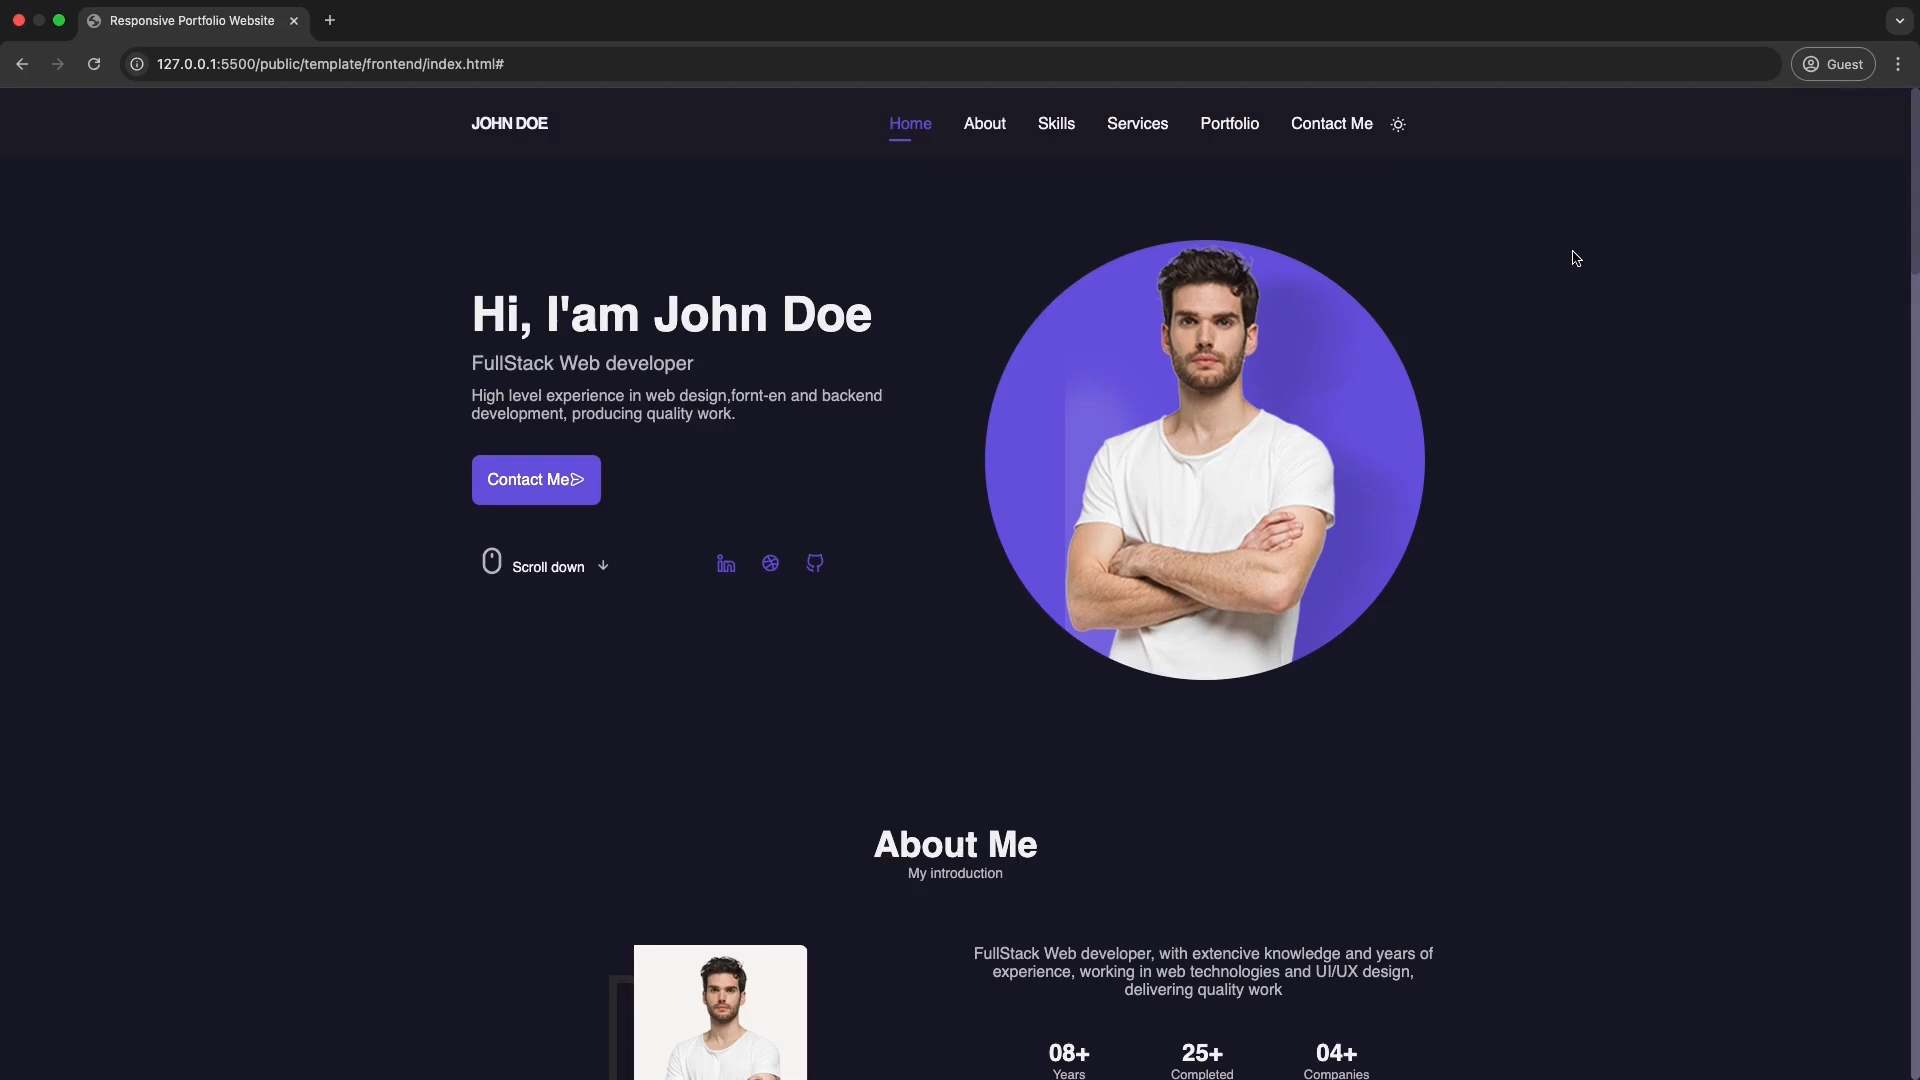 Responsive Portfolio Website
127.0.0.1:5500/public/template/frontend/index.html#
Guest
JOHN DOE
Home
About
Skills
Services
Portfolio
Contact Me
Hi, I'am John Doe
FullStack Web developer
High level experience in web design,fornt-en and backend
development, producing quality work.
Contact Me
Scroll down
About Me
My introduction
FullStack Web developer, with extencive knowledge and years of
experience, working in web technologies and UI/UX design,
delivering quality work
08+
25+
04+
Years
Completed
Companies